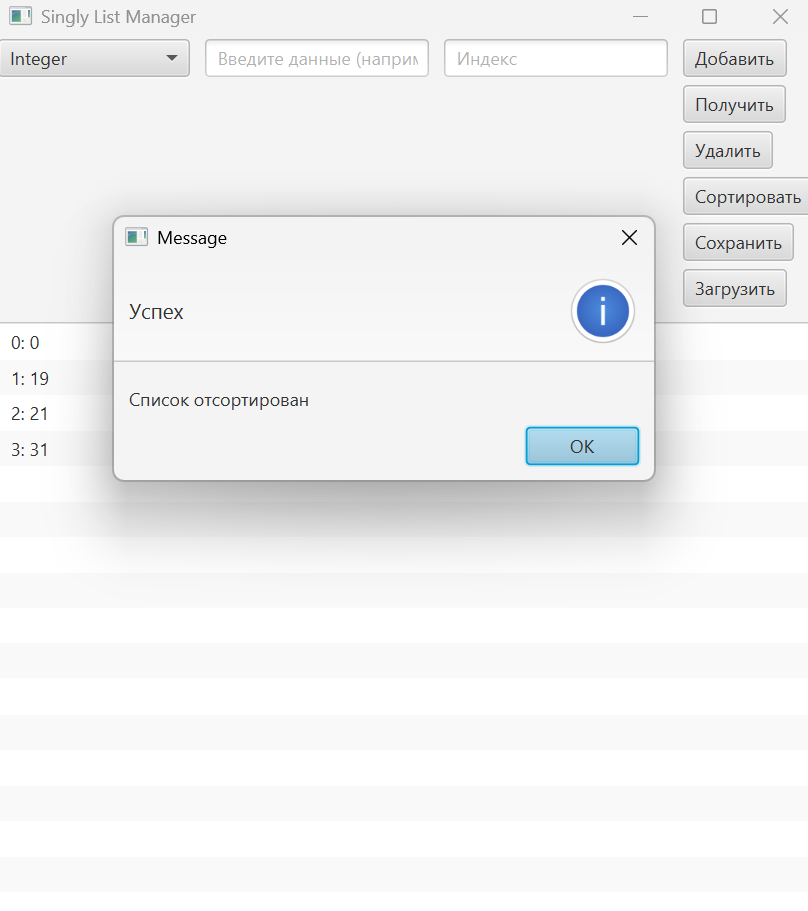 Singly List Manager
Integer
Введите данные (наприм
Индекс
Добавить
Получить
Удалить
Сортировать
Сохранить
Загрузить
Message
Успех
Список отсортирован
OK
0: 0
1: 19
2: 21
3: 31